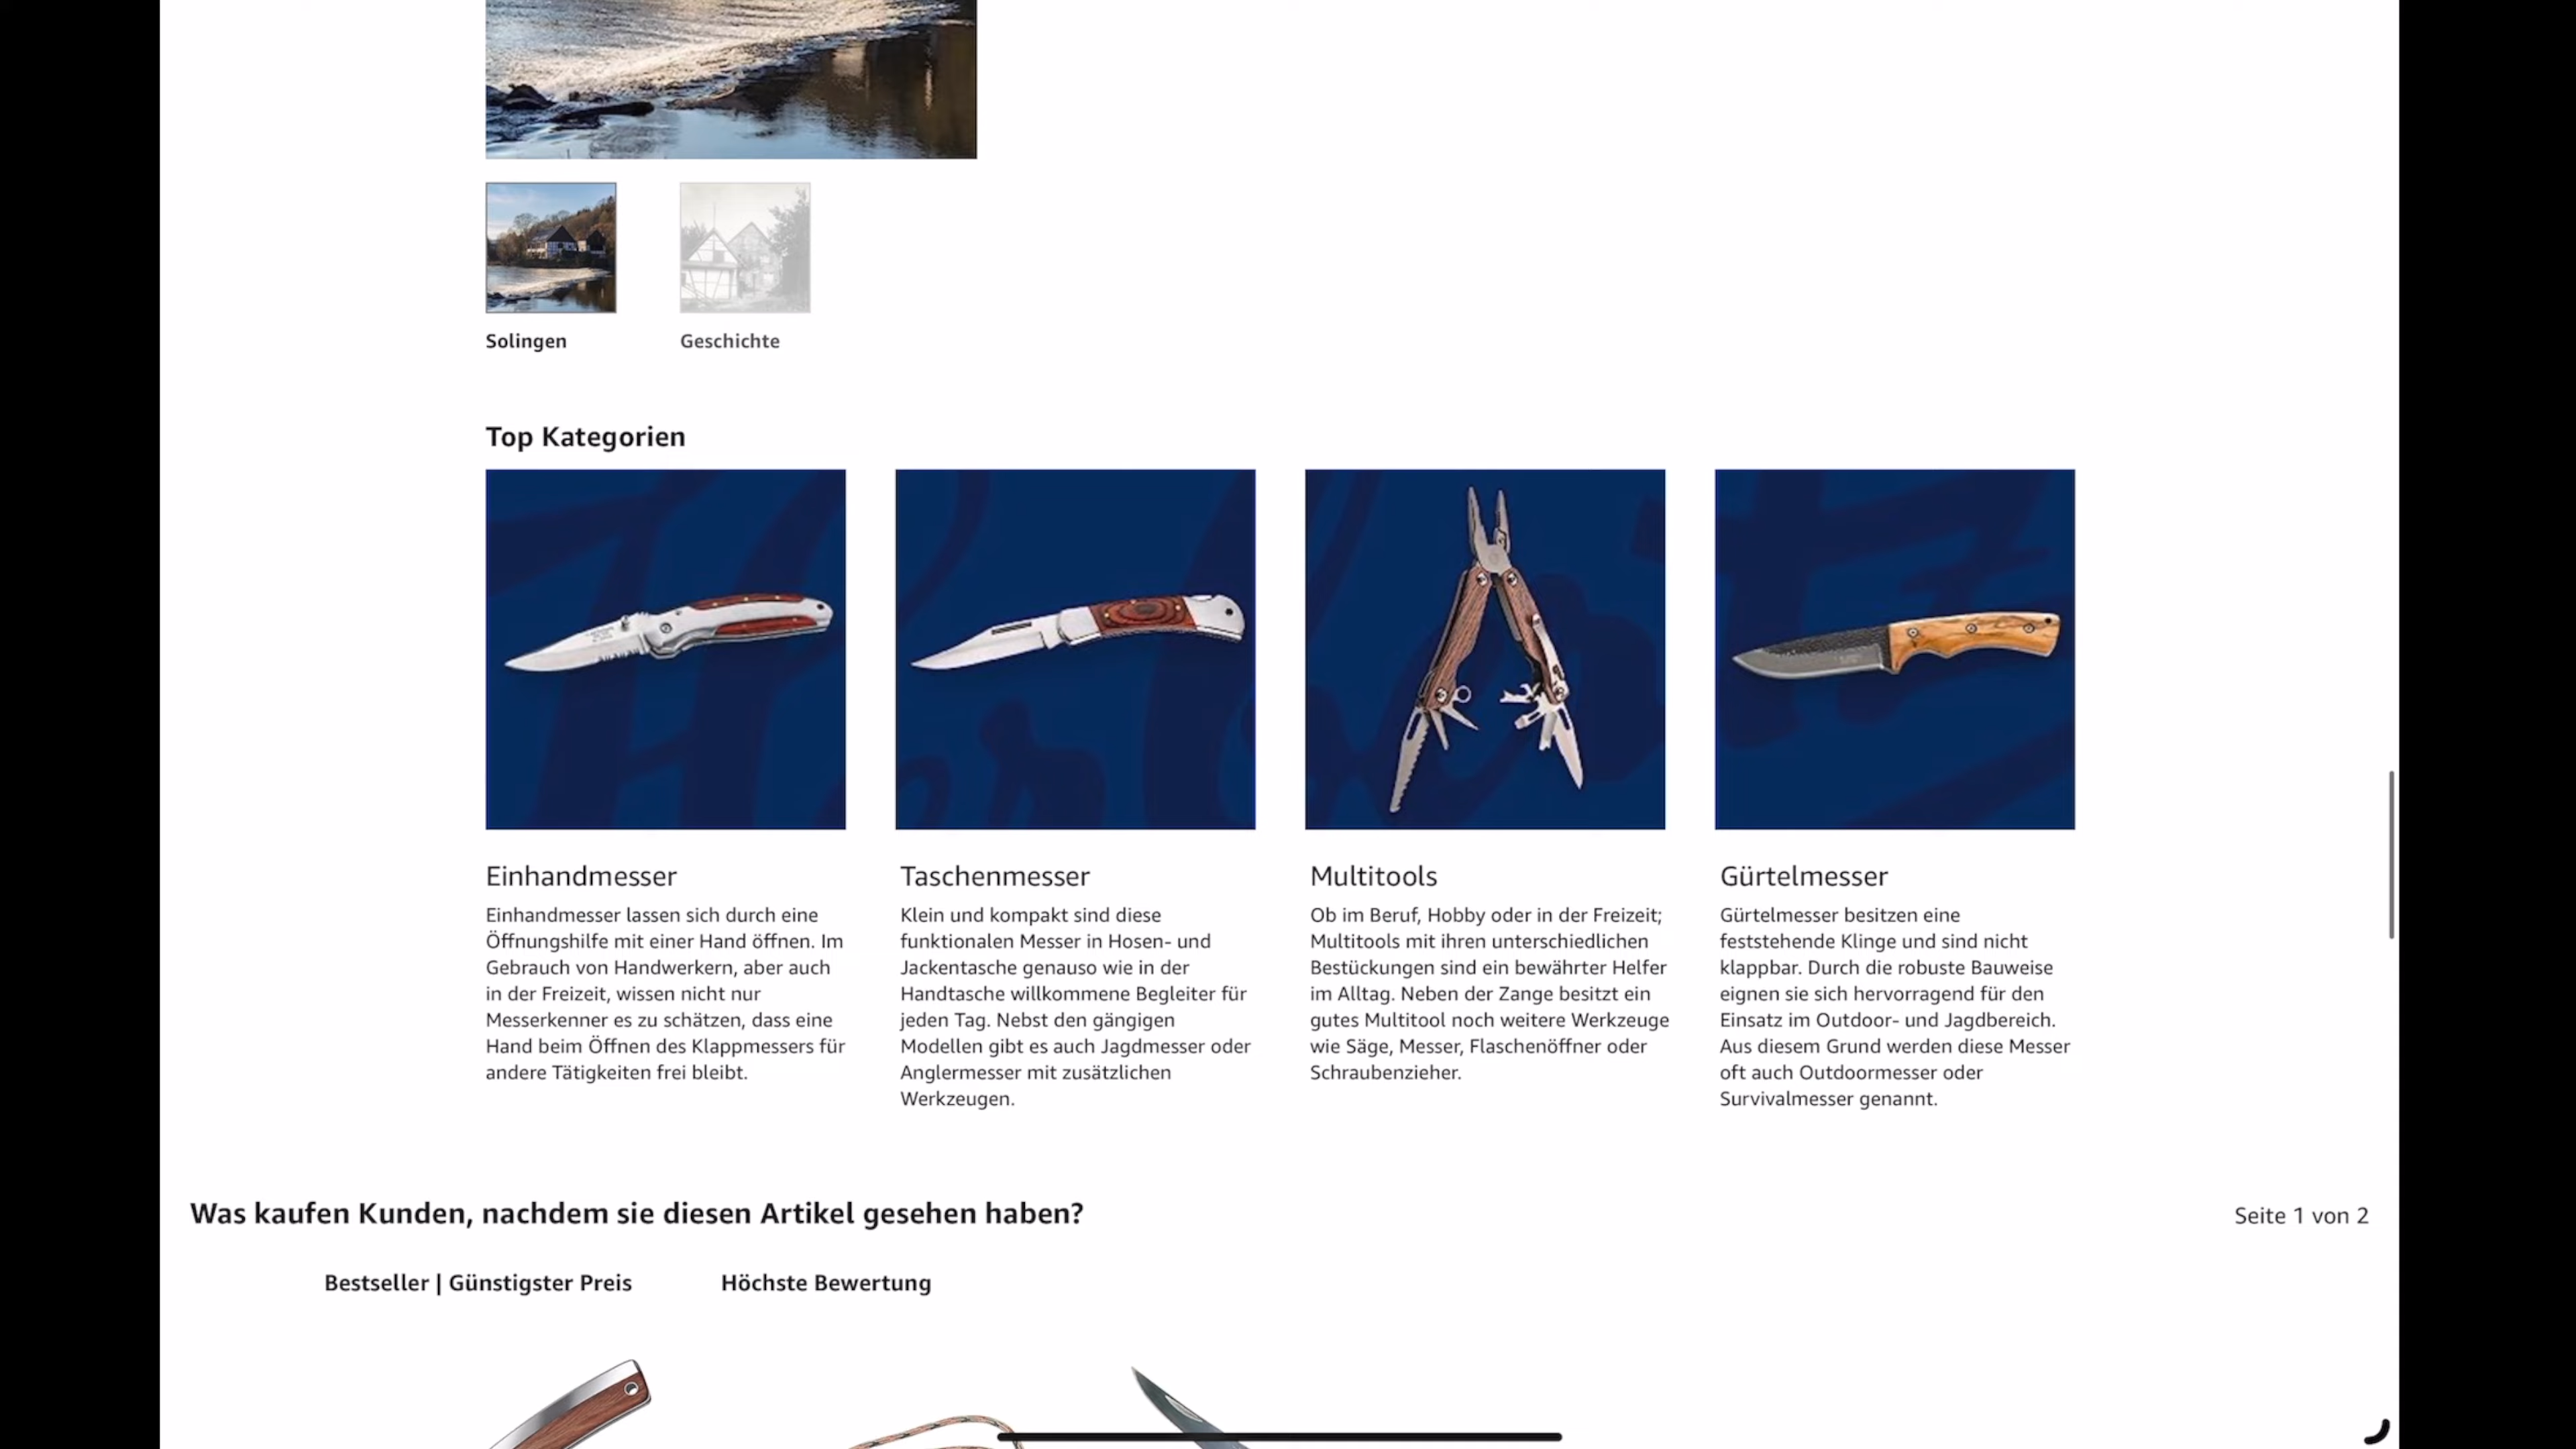 Solingen
Geschichte
Top Kategorien
Einhandmesser
Einhandmesser lassen sich durch eine
Öffnungshilfe mit einer Hand öffnen. Im
Gebrauch von Handwerkern, aber auch
in der Freizeit, wissen nicht nur
Messerkenner es zu schätzen, dass eine
Hand beim Öffnen des Klappmessers für
andere Tätigkeiten frei bleibt.
Taschenmesser
Klein und kompakt sind diese
funktionalen Messer in Hosen- und
Jackentasche genauso wie in der
Handtasche willkommene Begleiter für
jeden Tag. Nebst den gängigen
Modellen gibt es auch Jagdmesser oder
Anglermesser mit zusätzlichen
Werkzeugen.
Multitools
Ob im Beruf, Hobby oder in der Freizeit;
Multitools mit ihren unterschiedlichen
Bestückungen sind ein bewährter Helfer
im Alltag. Neben der Zange besitzt ein
gutes Multitool noch weitere Werkzeuge
wie Säge, Messer, Flaschenöffner oder
Schraubenzieher.
Gürtelmesser
Gürtelmesser besitzen eine
feststehende Klinge und sind nicht
klappbar. Durch die robuste Bauweise
eignen sie sich hervorragend für den
Einsatz im Outdoor- und Jagdbereich.
Aus diesem Grund werden diese Messer
oft auch Outdoormesser oder
Survivalmesser genannt.
Was kaufen Kunden, nachdem sie diesen Artikel gesehen haben?
Seite 1 von 2
Bestseller | Günstigster Preis
Höchste Bewertung